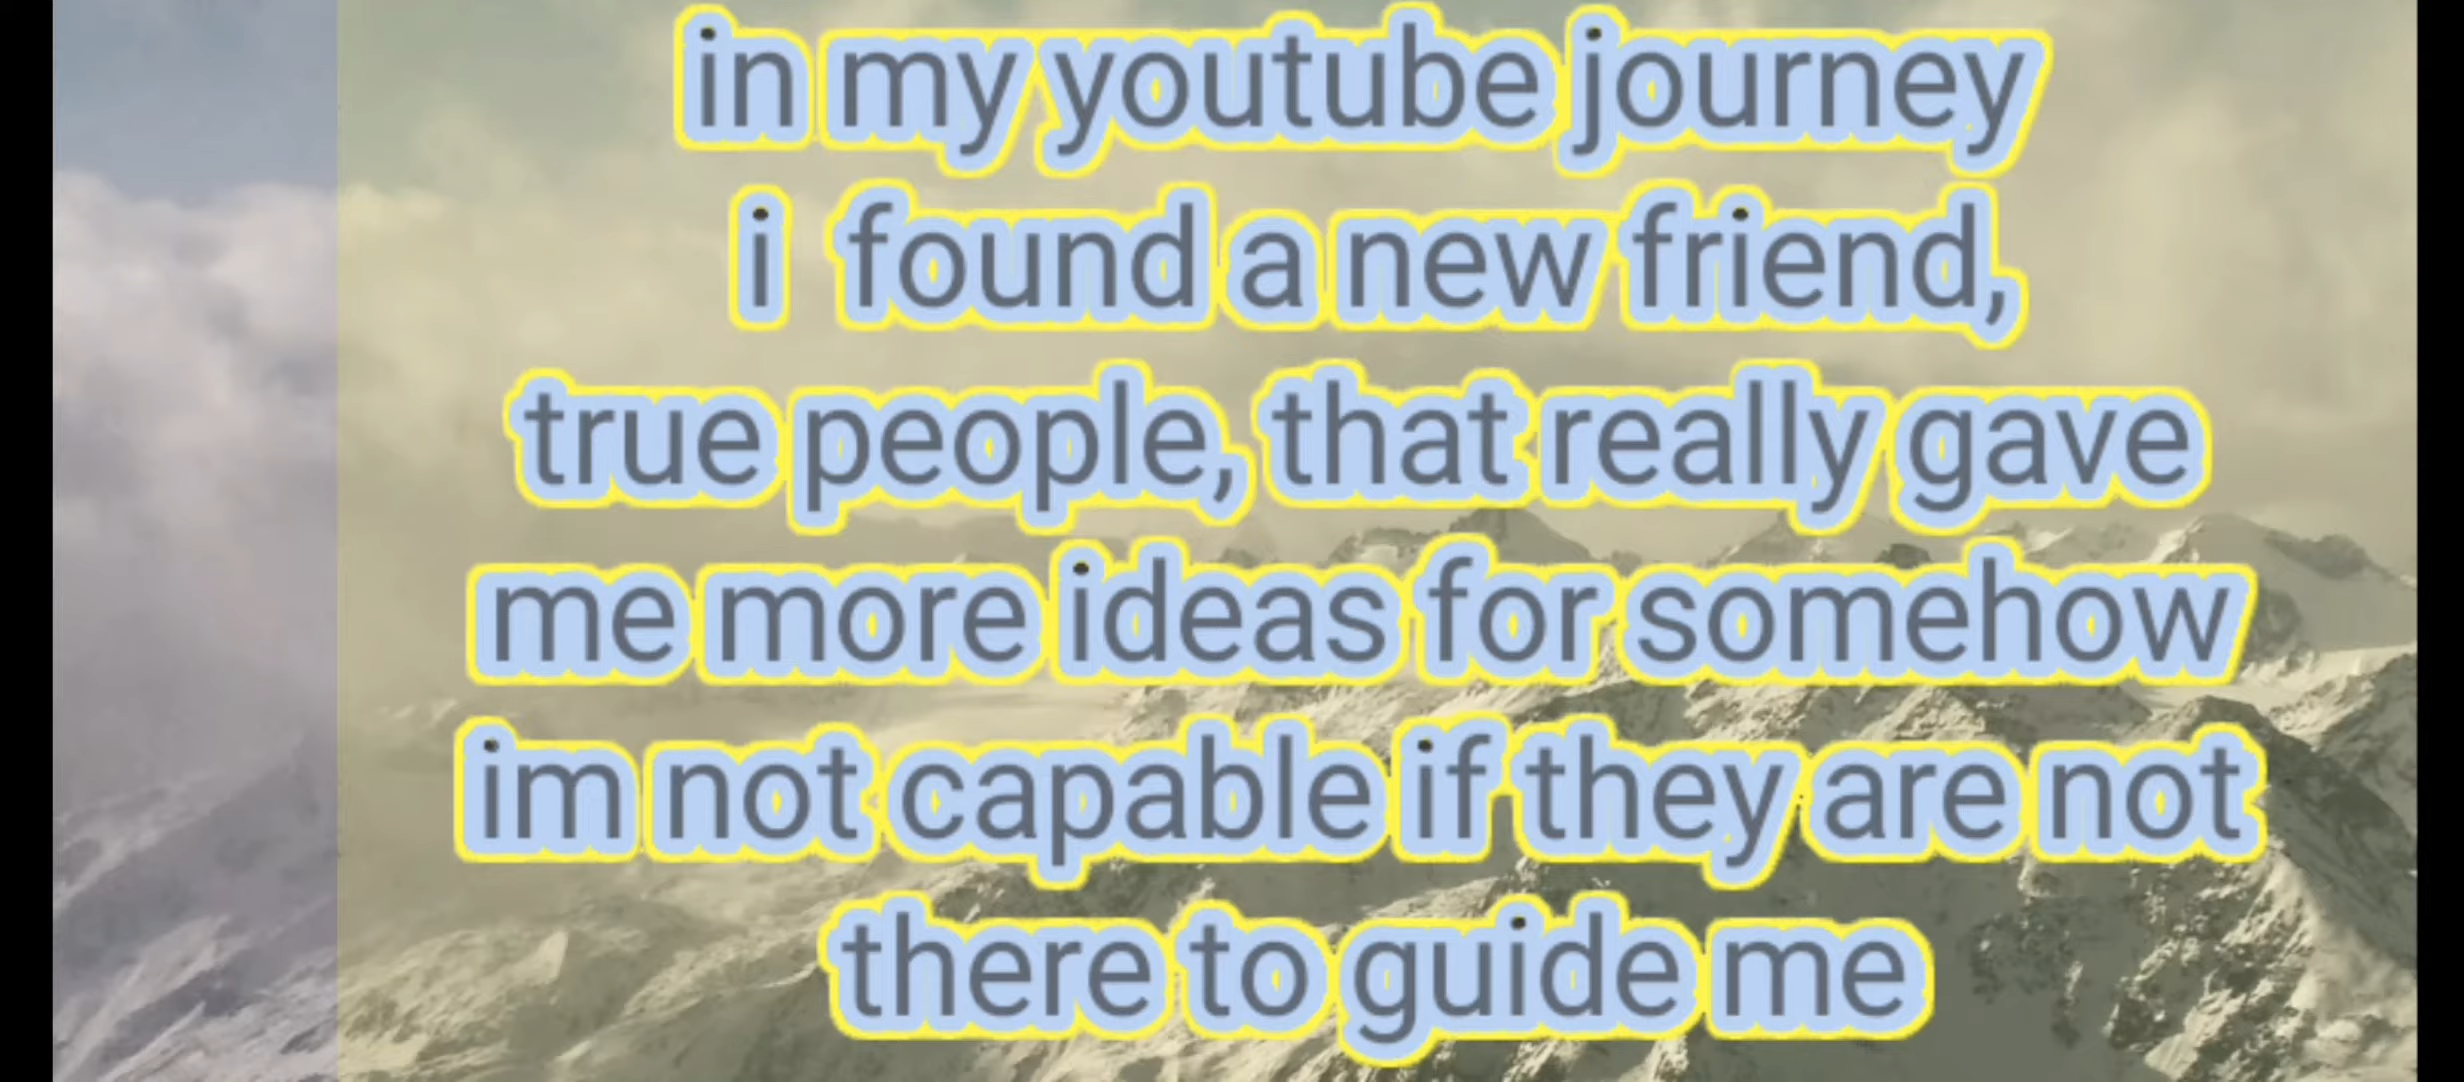 in my youtube journey
i found a new friend,
true people, that really gave
me more ideas for somehow
im not capable if they are not
there to guide me